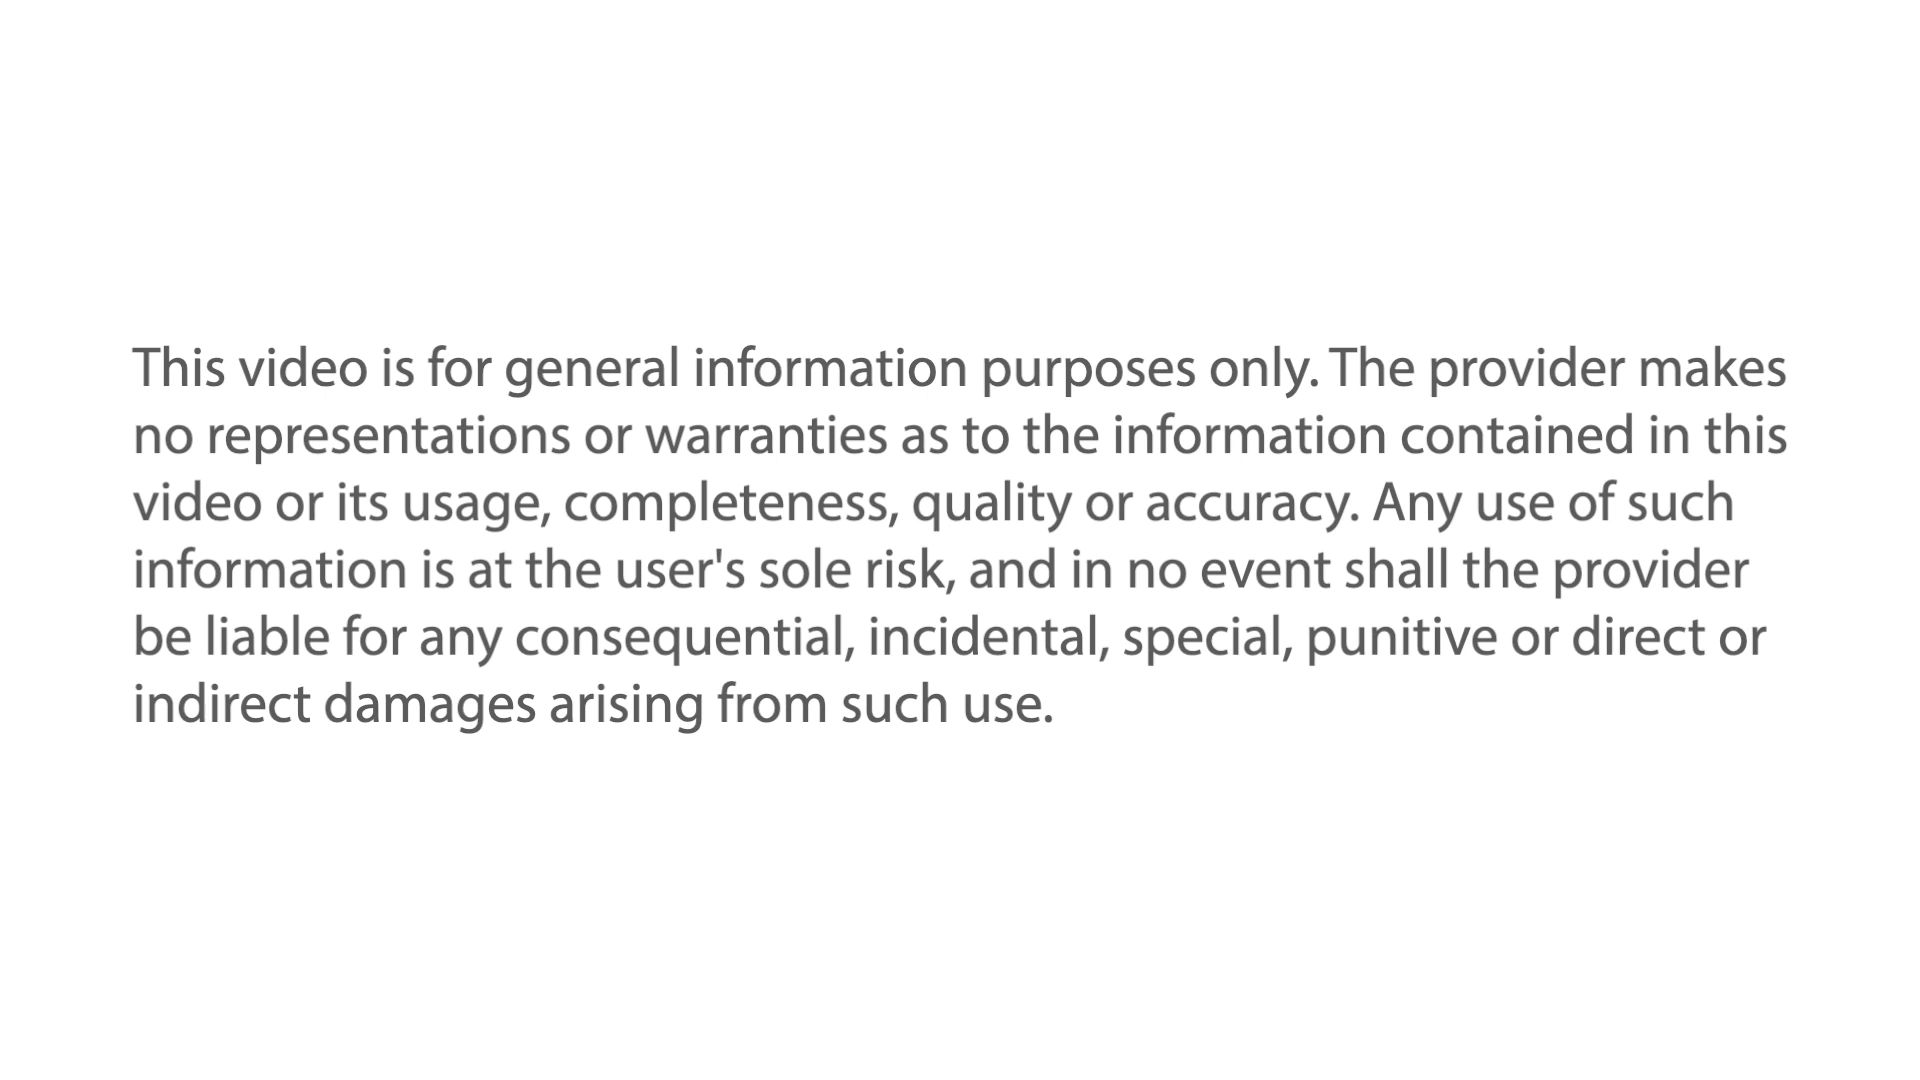 This video is for general information purposes only. The provider makes
no representations or warranties as to the information contained in this
video or its usage, completeness, quality or accuracy. Any use of such
information is at the user's sole risk, and in no event shall the provider
be liable for any consequential, incidental, special, punitive or direct or
indirect damages arising from such use.